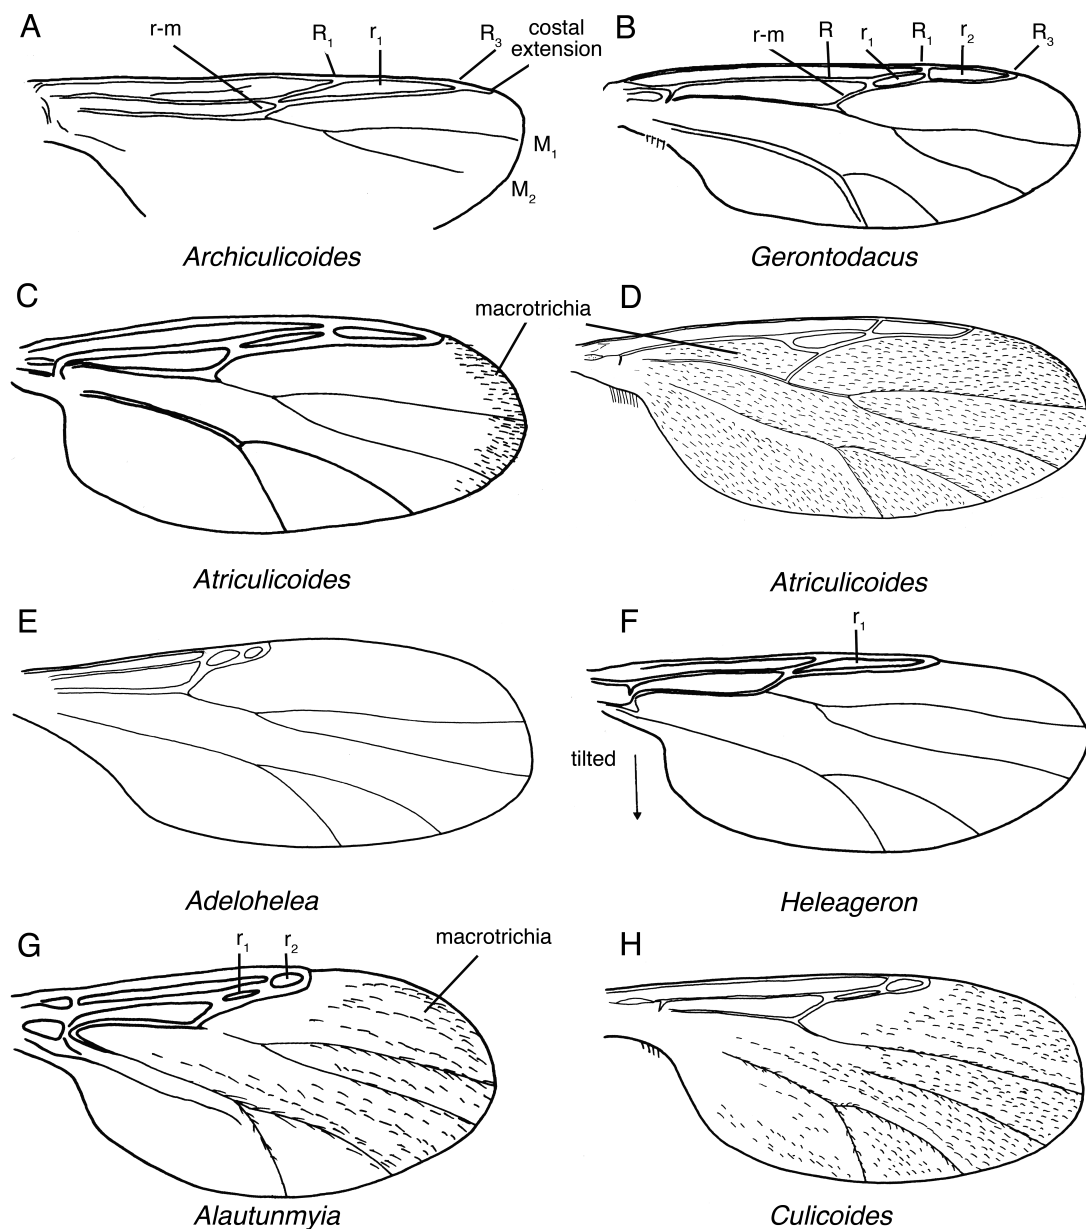 A
r-m
R1
r1
R3
costal
extension
M1
M2
Archiculicoides
B
r-m
R
r1
R1
r2
R3
Gerontodacus
C
macrotrichia
Atriculicoides
D
Atriculicoides
E
Adelohelea
F
r1
tilted
Heleageron
G
r1
r2
macrotrichia
Alautunmyia
H
Culicoides